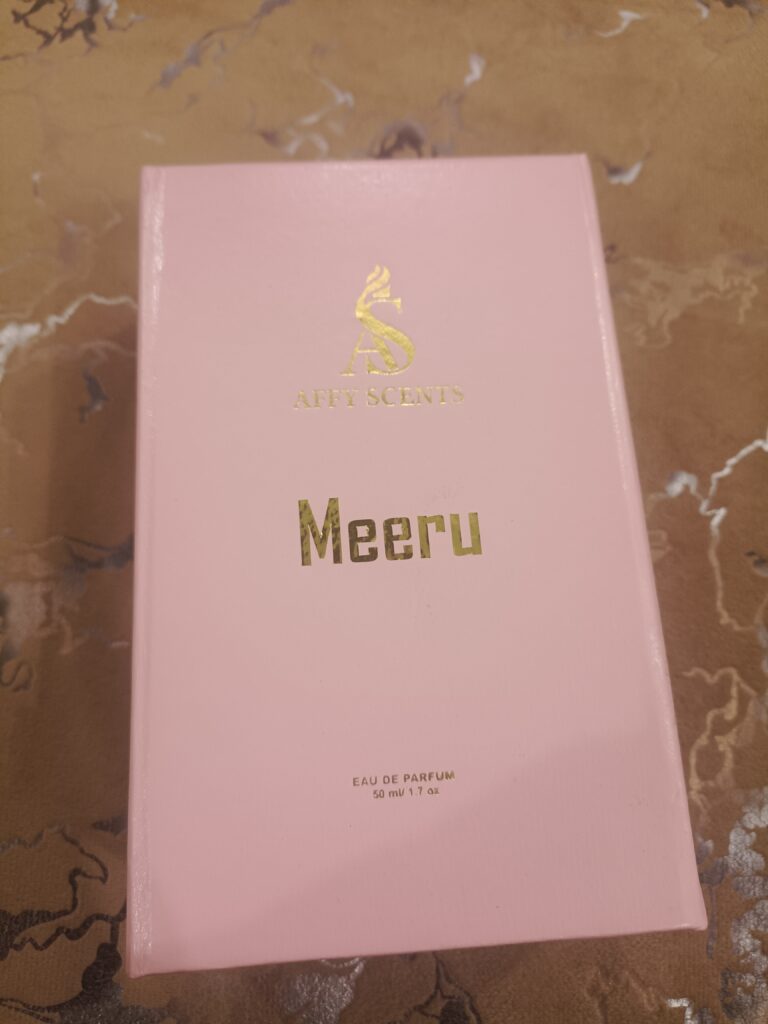 AS
AFFY SCENTS
Meeru
EAU DE PARFUM
50 ml/ 1.7 oz